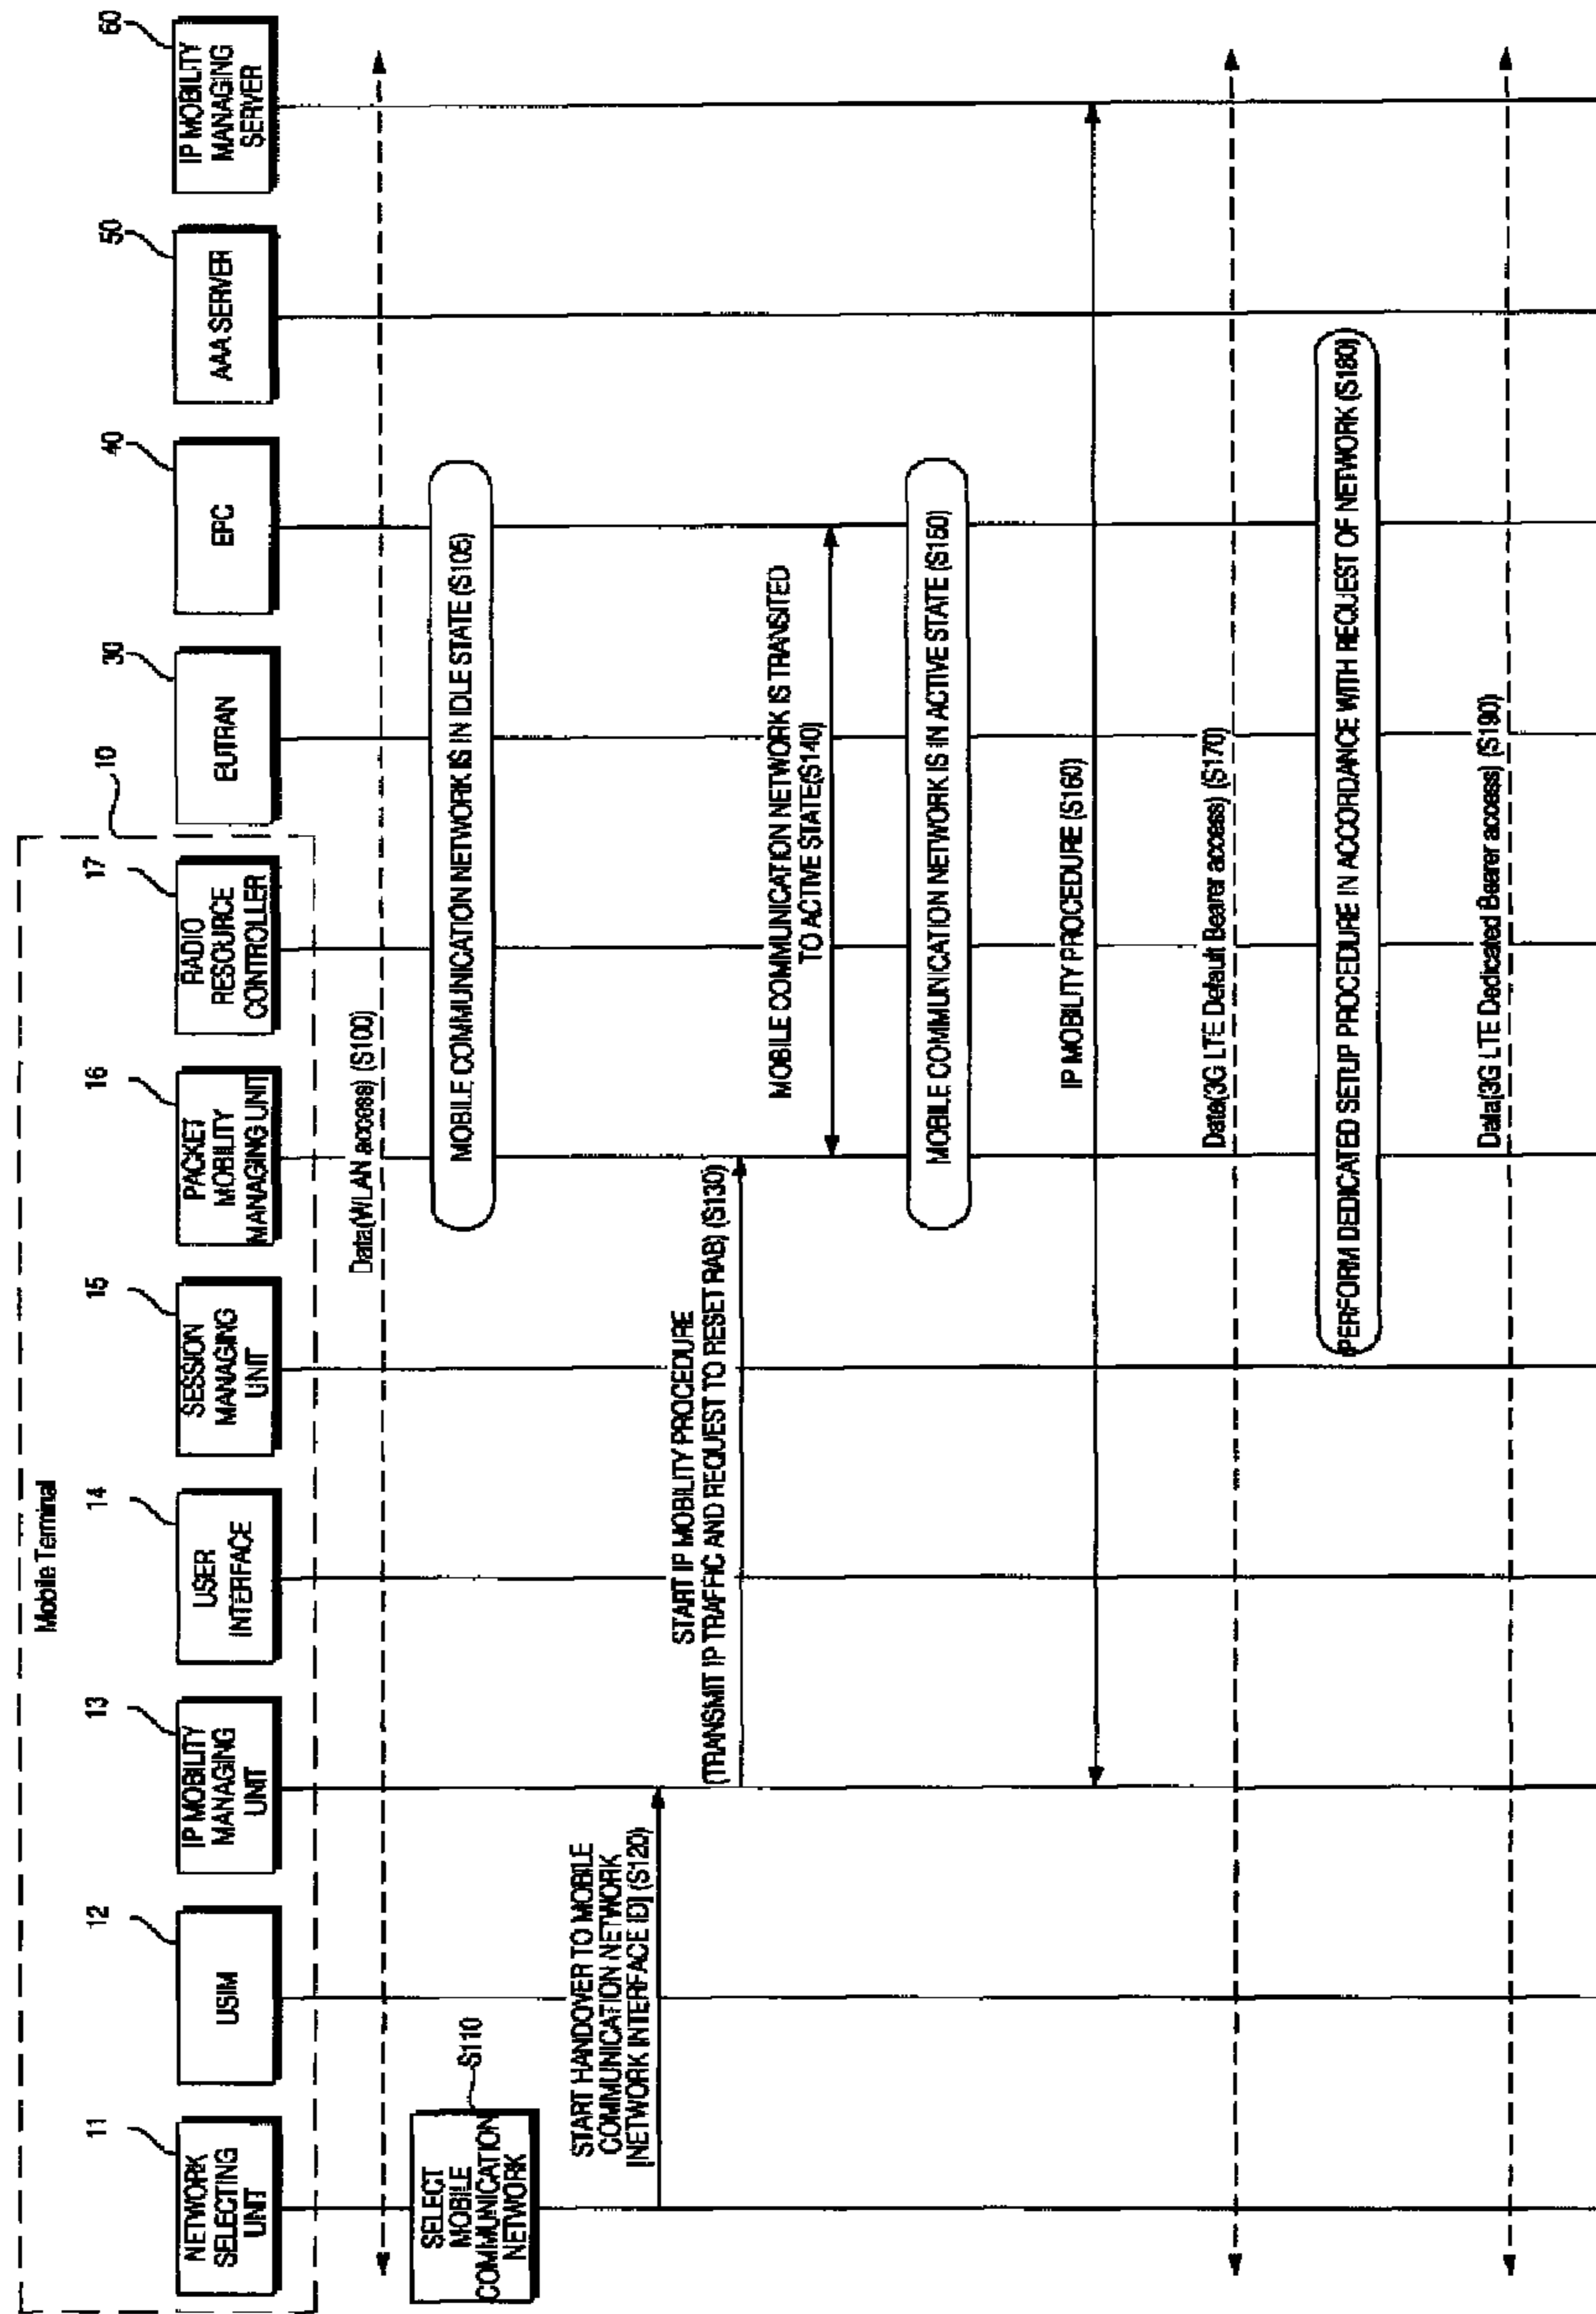 Mobile Terminal
10
11
NETWORK
SELECTING
UNIT
12
USIM
13
IP MOBILITY
MANAGING
UNIT
14
USER
INTERFACE
15
SESSION
MANAGING
UNIT
16
PACKET
MOBILITY
MANAGING UNIT
17
RADIO
RESOURCE
CONTROLLER
30
EUTRAN
40
EPC
50
AAA SERVER
60
IP MOBILITY
MANAGING
SERVER
Data(WLAN access) (S100)
MOBILE COMMUNICATION NETWORK IS IN IDLE STATE (S105)
SELECT
MOBILE
COMMUNICATION
NETWORK
S110
START HANDOVER TO MOBILE
COMMUNICATION NETWORK
[NETWORK INTERFACE ID] (S120)
START IP MOBILITY PROCEDURE
(TRANSMIT IP TRAFFIC AND REQUEST TO RESET RAB) (S130)
MOBILE COMMUNICATION NETWORK IS TRANSITED
TO ACTIVE STATE(S140)
MOBILE COMMUNICATION NETWORK IS IN ACTIVE STATE (S150)
IP MOBILITY PROCEDURE (S160)
Data(3G LTE Default Bearer access) (S170)
PERFORM DEDICATED SETUP PROCEDURE IN ACCORDANCE WITH REQUEST OF NETWORK (S180)
Data(3G LTE Dedicated Bearer access) (S190)